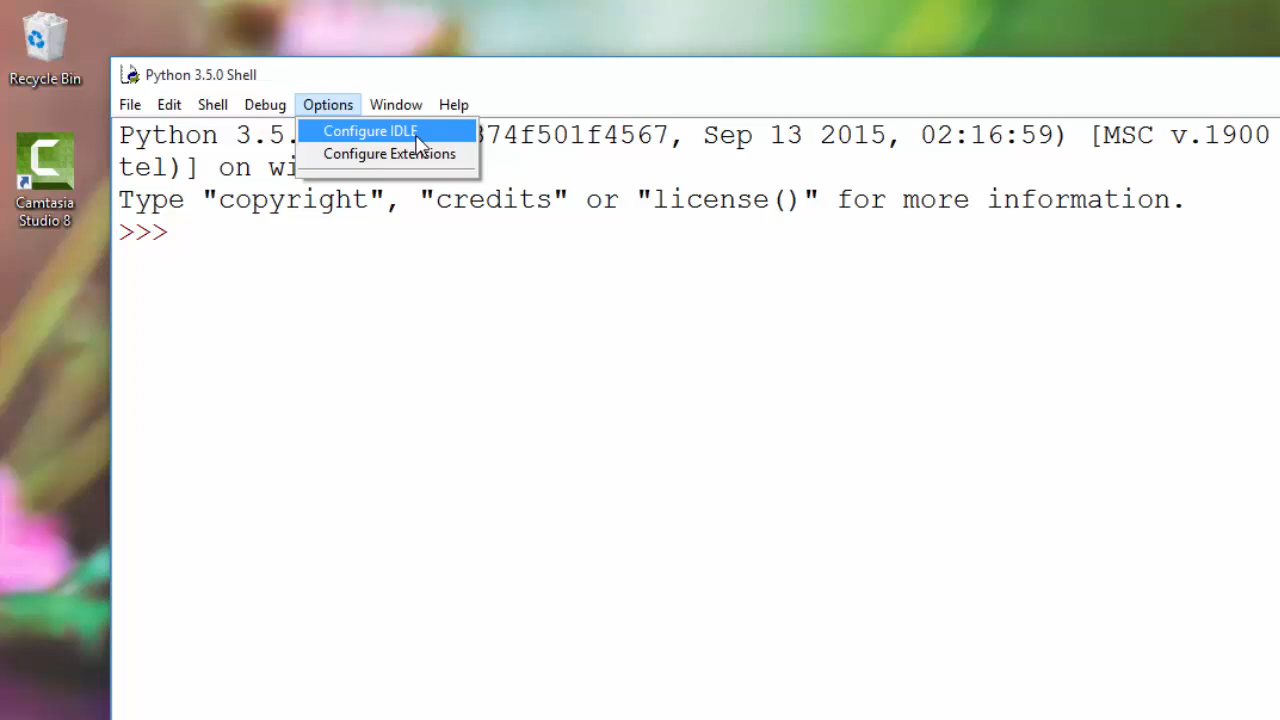 Recycle Bin
Camtasia
Studio 8
Python 3.5.0 Shell
File Edit Shell Debug Options Window Help
Configure IDLE
Configure Extensions
Python 3.5. 374f501f4567, Sep 13 2015, 02:16:59) [MSC v.1900
tel)] on wi
Type "copyright", "credits" or "license()" for more information.
>>>